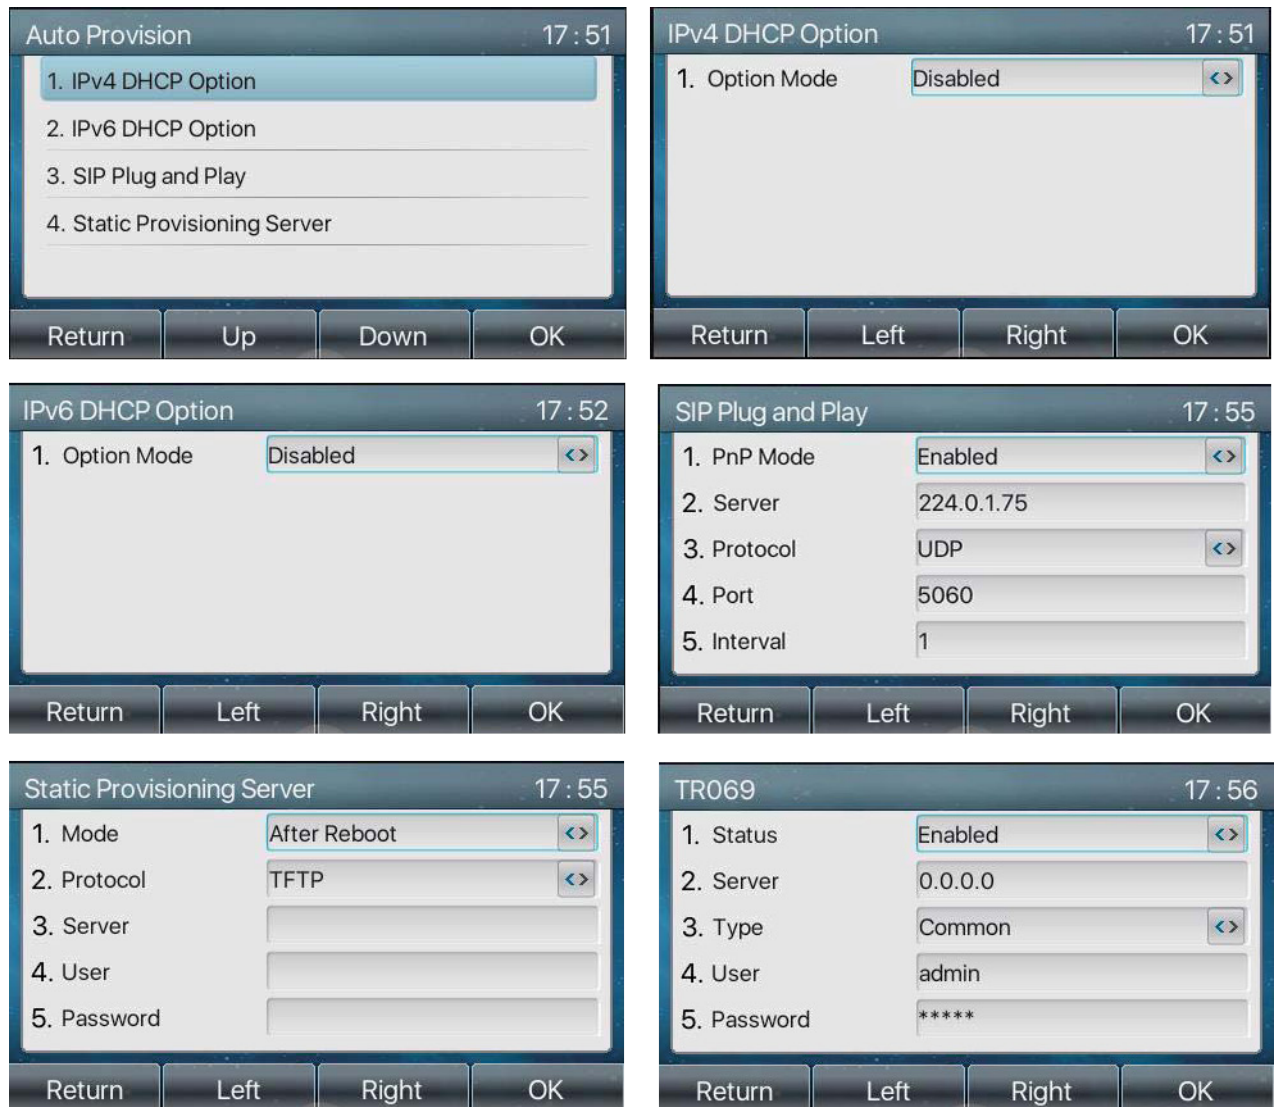 Auto Provision 17:51
1. IPv4 DHCP Option
2. IPv6 DHCP Option
3. SIP Plug and Play
4. Static Provisioning Server
Return Up Down OK
IPv4 DHCP Option 17:51
1. Option Mode Disabled <>
Return Left Right OK
IPv6 DHCP Option 17:52
1. Option Mode Disabled <>
Return Left Right OK
SIP Plug and Play 17:55
1. PnP Mode Enabled <>
2. Server 224.0.1.75
3. Protocol UDP <>
4. Port 5060
5. Interval 1
Return Left Right OK
Static Provisioning Server 17:55
1. Mode After Reboot <>
2. Protocol TFTP <>
3. Server
4. User
5. Password
Return Left Right OK
TR069 17:56
1. Status Enabled <>
2. Server 0.0.0.0
3. Type Common <>
4. User admin
5. Password *****
Return Left Right OK